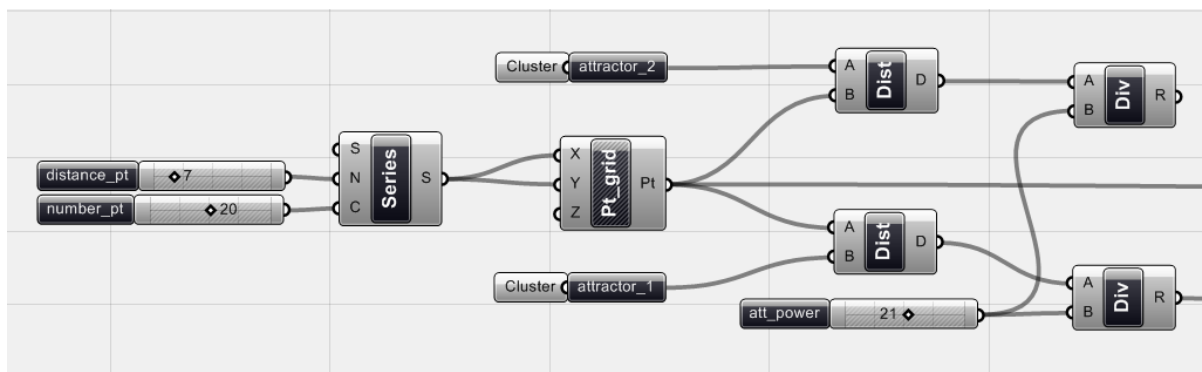 Cluster attractor_2
A B Dist D
A B Div R
distance_pt 7
number_pt 20
S N C Series S
X Y Z Pt_grid Pt
A B Dist D
Cluster attractor_1
att_power 21
A B Div R